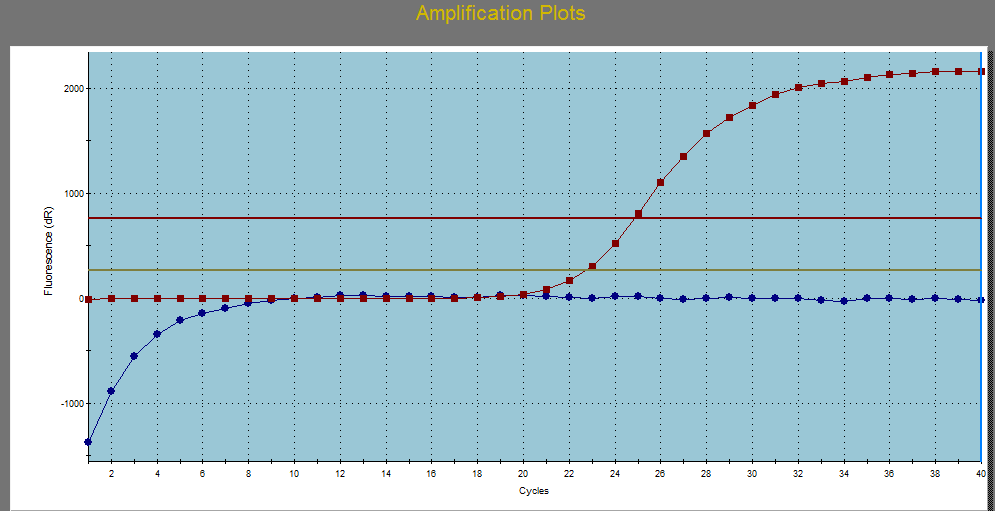 Amplification Plots
Fluorescence (dR)
2000
1000
0
-1000
2 4 6 8 10 12 14 16 18 20 22 24 26 28 30 32 34 36 38 40
Cycles